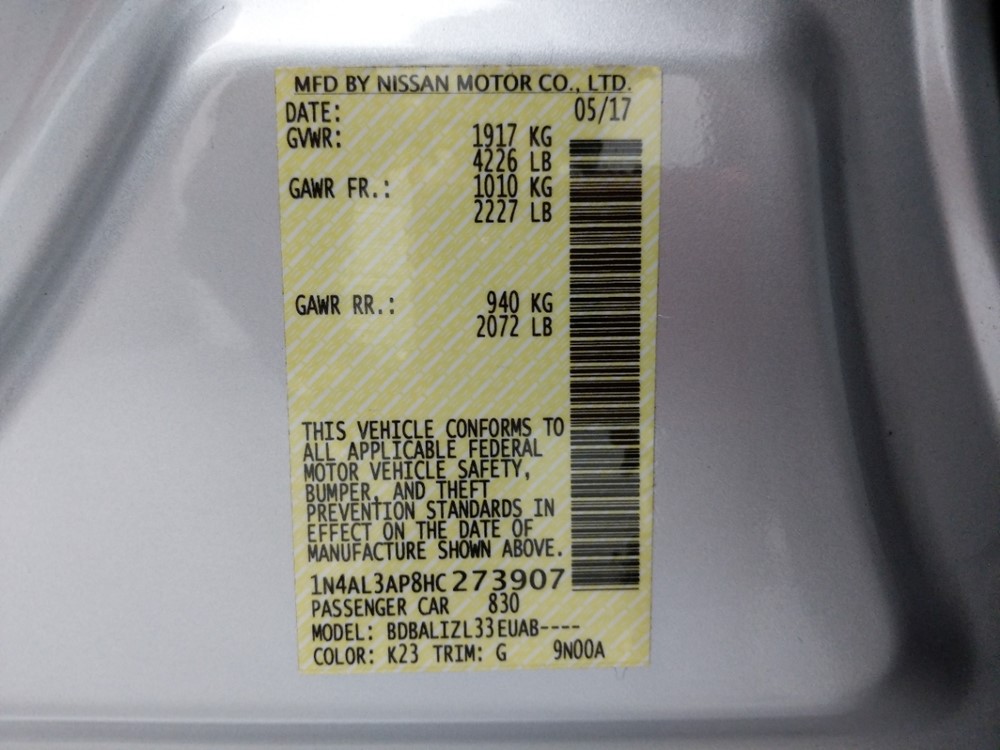 MFD BY NISSAN MOTOR CO., LTD.
DATE: 05/17
GVWR: 1917 KG
4226 LB
GAWR FR.: 1010 KG
2227 LB
GAWR RR.: 940 KG
2072 LB
THIS VEHICLE CONFORMS TO
ALL APPLICABLE FEDERAL
MOTOR VEHICLE SAFETY,
BUMPER, AND THEFT
PREVENTION STANDARDS IN
EFFECT ON THE DATE OF
MANUFACTURE SHOWN ABOVE.
1N4AL3AP8HC273907
PASSENGER CAR 830
MODEL: BDBALIZL33EUAB----
COLOR: K23 TRIM: G 9N00A